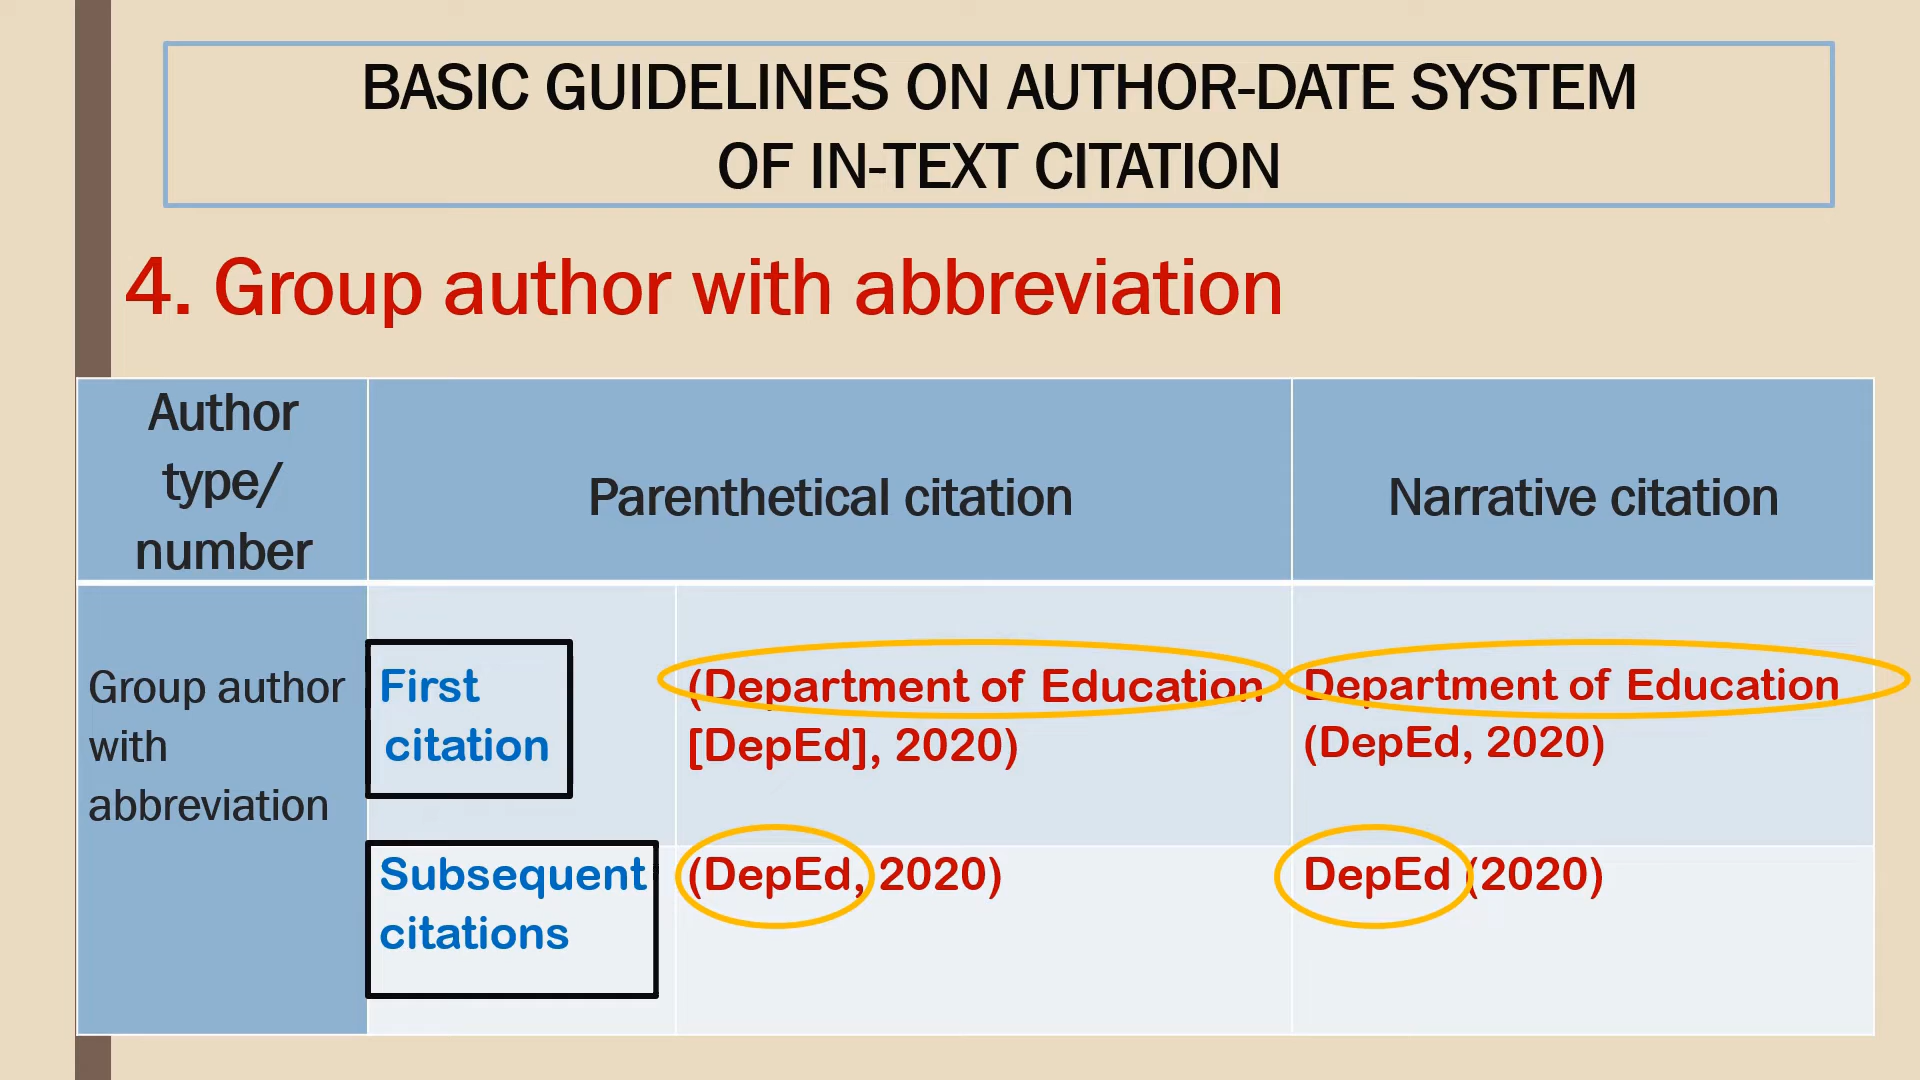 BASIC GUIDELINES ON AUTHOR-DATE SYSTEM
OF IN-TEXT CITATION
4. Group author with abbreviation
Author
type/
number
Parenthetical citation
Narrative citation
Group author
with
abbreviation
First
citation
(Department of Education
[DepEd], 2020)
Department of Education
(DepEd, 2020)
Subsequent
citations
(DepEd, 2020)
DepEd (2020)